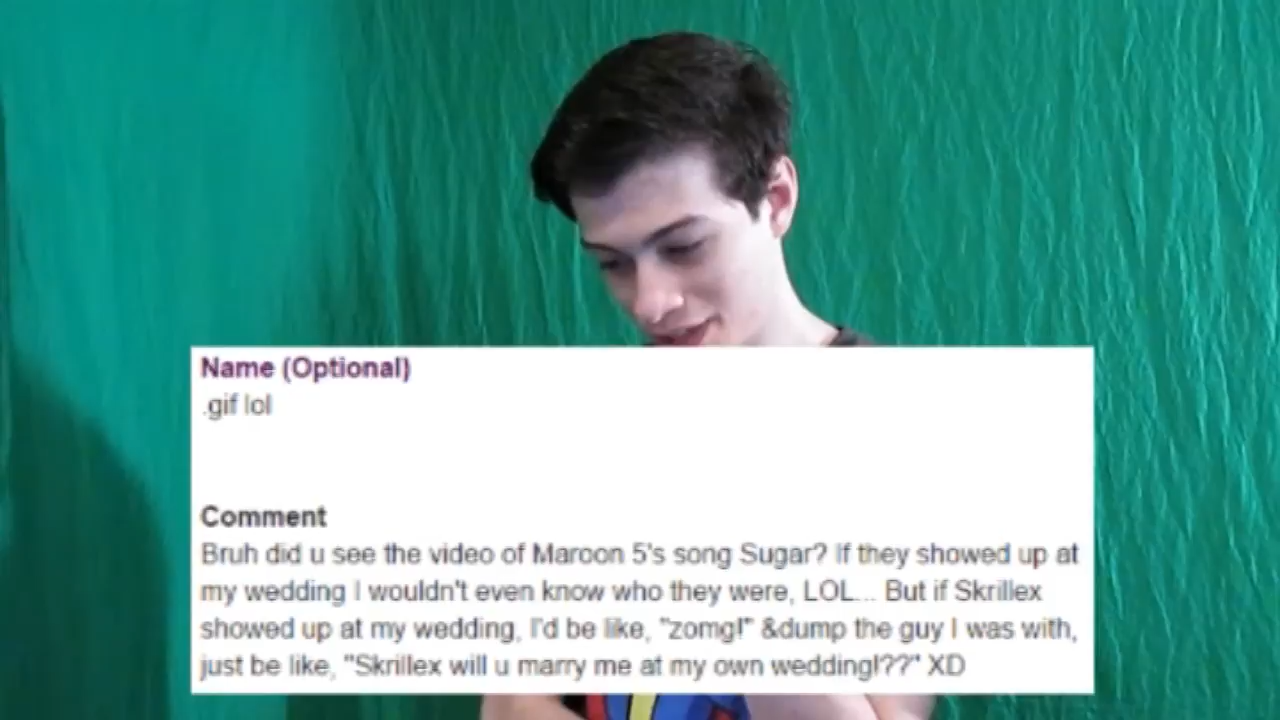 Name (Optional)
.gif lol
Comment
Bruh did u see the video of Maroon 5's song Sugar? If they showed up at
my wedding I wouldn't even know who they were, LOL... But if Skrillex
showed up at my wedding, I'd be like, "zomg!" &dump the guy I was with,
just be like, "Skrillex will u marry me at my own wedding!??" XD